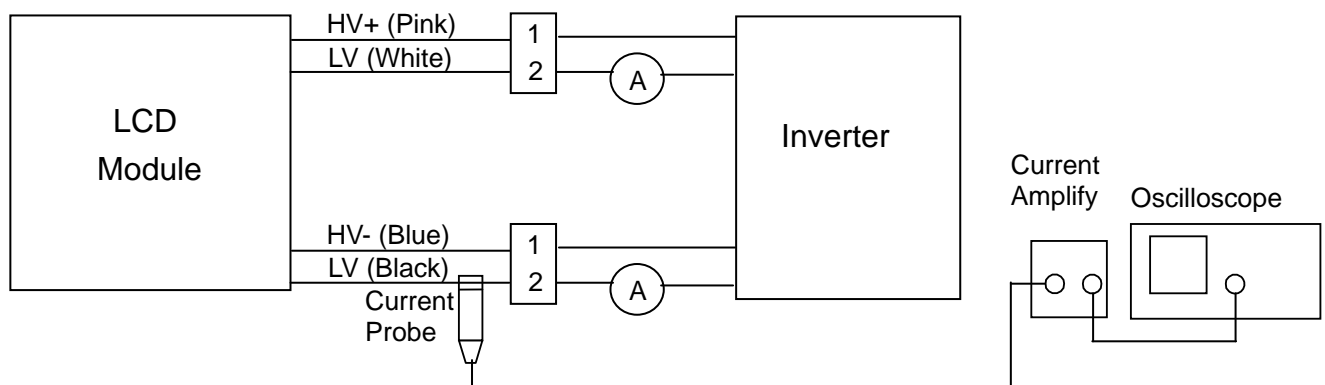 HV+ (Pink)
LV (White)
1
2
A
LCD
Module
Inverter
HV- (Blue)
LV (Black)
1
2
A
Current
Probe
Current
Amplify
Oscilloscope